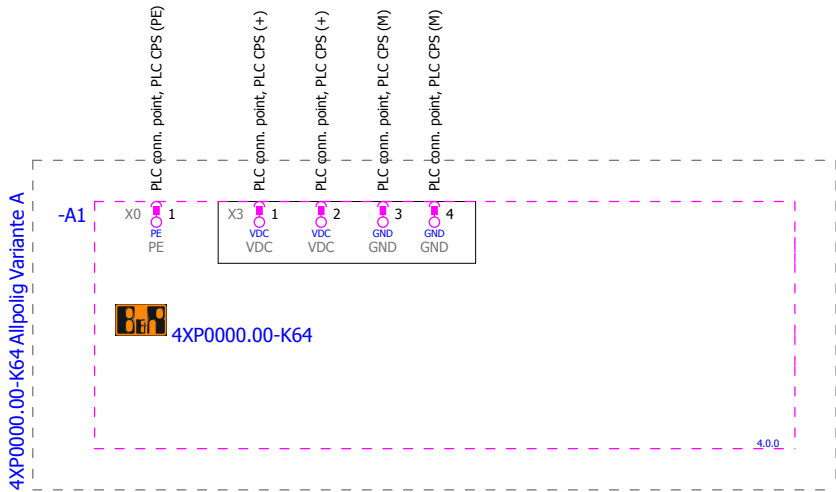 PLC conn. point, PLC CPS (PE)
PLC conn. point, PLC CPS (+)
PLC conn. point, PLC CPS (+)
PLC conn. point, PLC CPS (M)
PLC conn. point, PLC CPS (M)
4XP0000.00-K64 Allpolig Variante A
-A1
X0 1 X3 1 2 3 4
PE VDC VDC GND GND
PE VDC VDC GND GND
B&R 4XP0000.00-K64
4.0.0